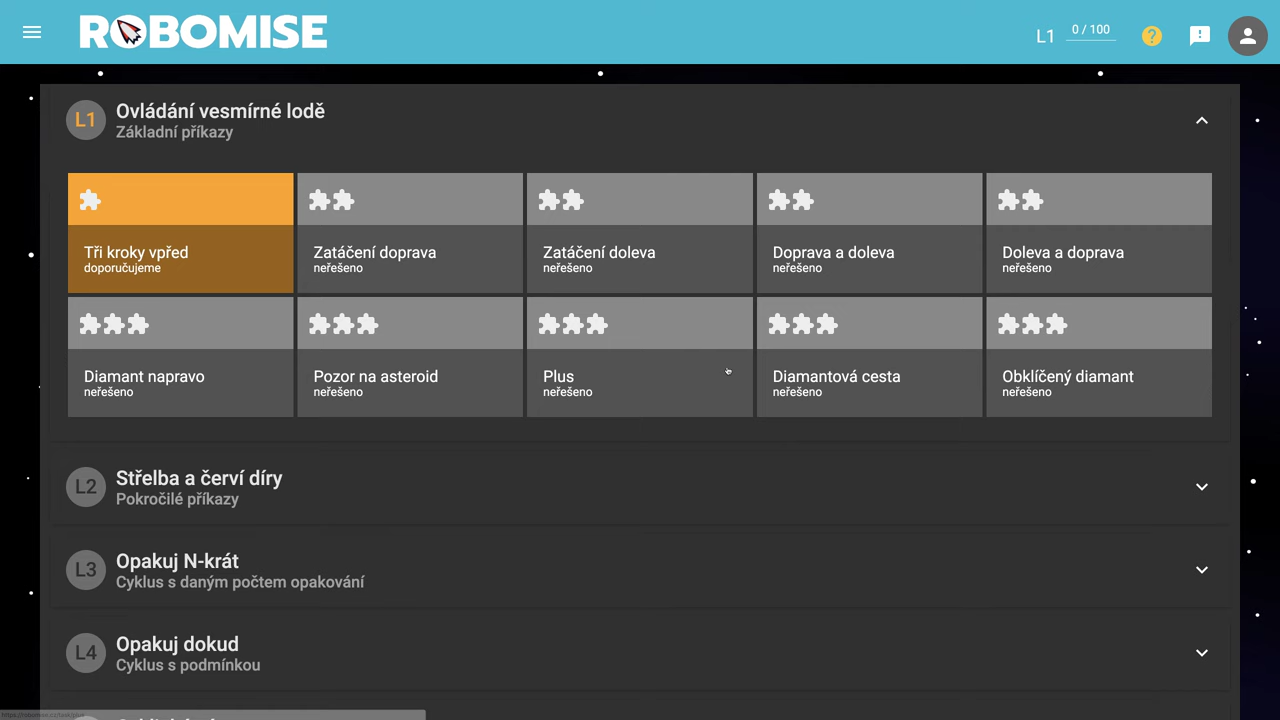 ROBOMISE
L1 0 / 100
L1 Ovládání vesmírné lodě
Základní příkazy
Tři kroky vpřed
doporučujeme
Zatáčení doprava
neřešeno
Zatáčení doleva
neřešeno
Doprava a doleva
neřešeno
Doleva a doprava
neřešeno
Diamant napravo
neřešeno
Pozor na asteroid
neřešeno
Plus
neřešeno
Diamantová cesta
neřešeno
Obklíčený diamant
neřešeno
L2 Střelba a červí díry
Pokročilé příkazy
L3 Opakuj N-krát
Cyklus s daným počtem opakování
L4 Opakuj dokud
Cyklus s podmínkou